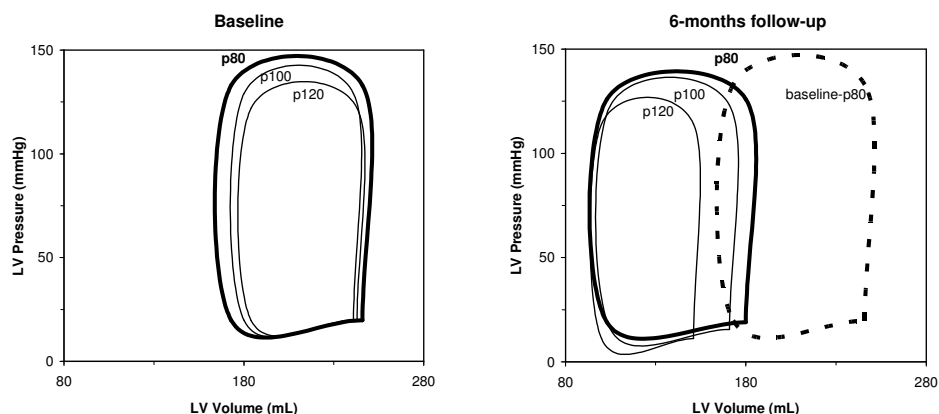 Baseline
150
100
50
0
LV Pressure (mmHg)
p80
p100
p120
80
180
280
LV Volume (mL)
6-months follow-up
150
100
50
0
LV Pressure (mmHg)
p80
p100
p120
baseline-p80
80
180
280
LV Volume (mL)